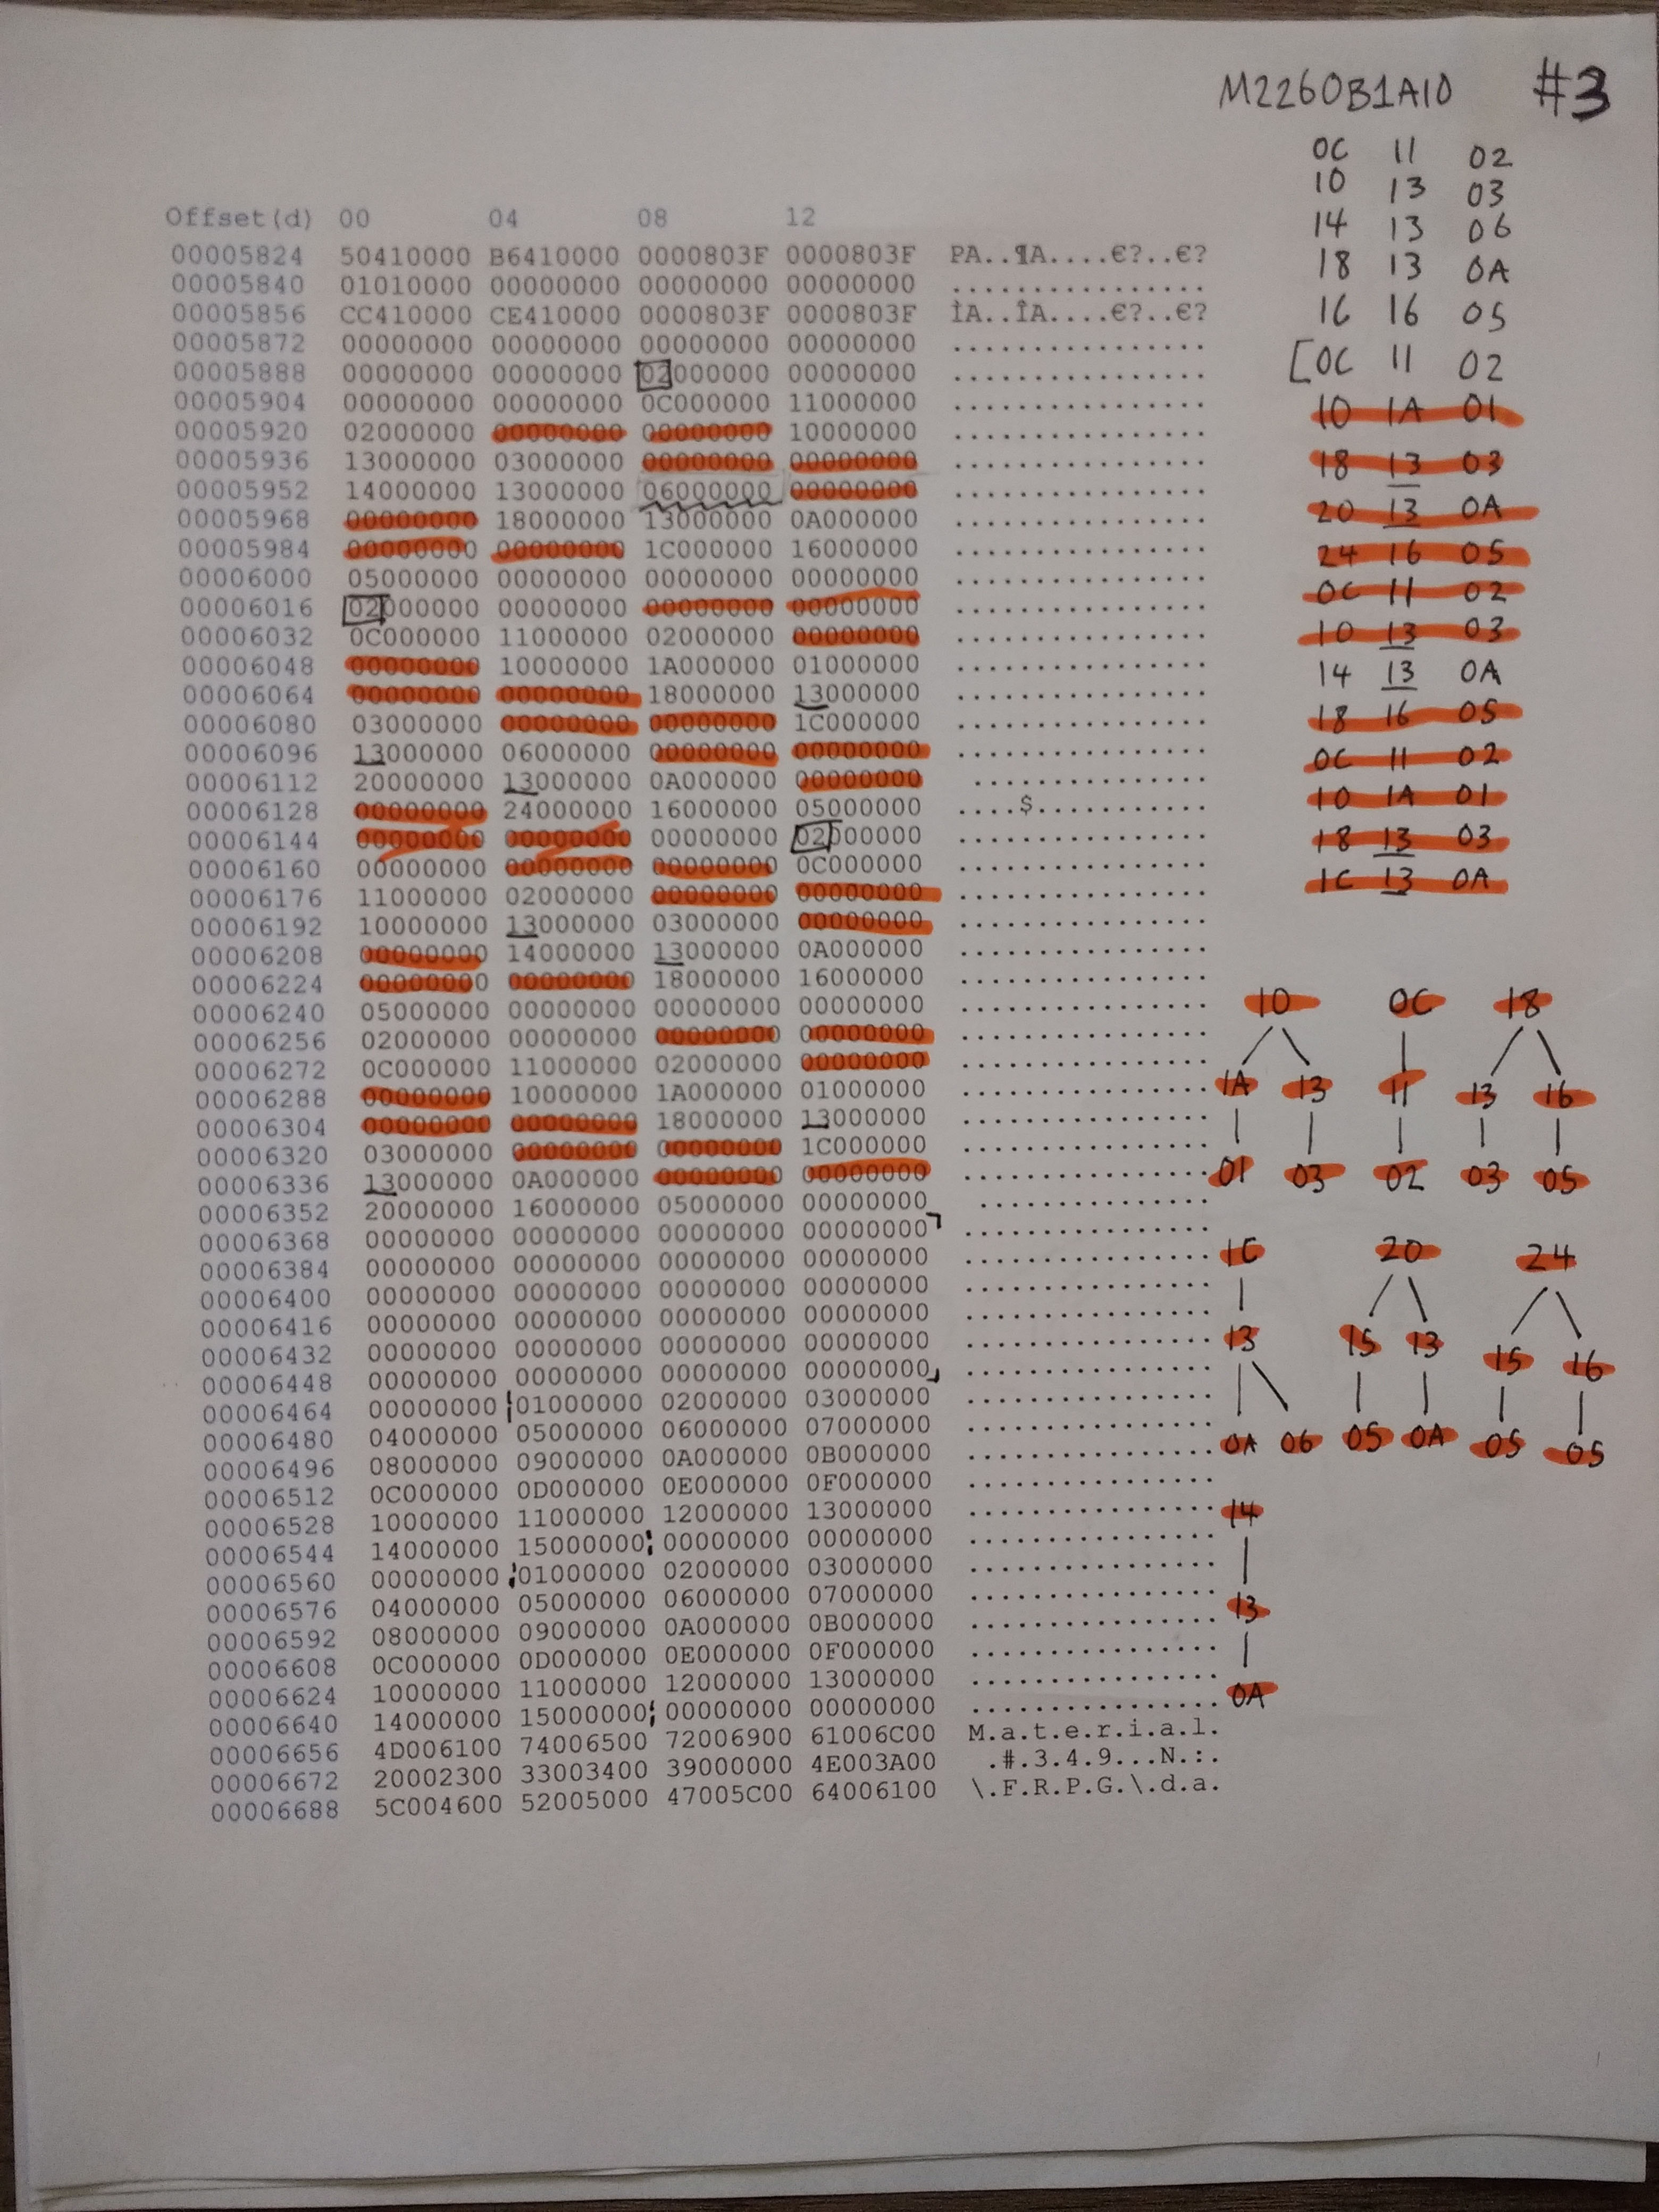 M2260B1A10 #3
0C 11 02
10 13 03
14 13 06
18 13 0A
1C 16 05
[0C 11 02
10 1A 01
18 13 03
20 13 0A
24 16 05
0C 11 02
10 13 03
14 13 0A
18 16 05
0C 11 02
10 1A 01
18 13 03
1C 13 0A
Offset(d) 00 04 08 12
00005824 50410000 B6410000 0000803F 0000803F PA..¶A....€?..€?
00005840 01010000 00000000 00000000 00000000 ................
00005856 CC410000 CE410000 0000803F 0000803F ÌA..ÎA....€?..€?
00005872 00000000 00000000 00000000 00000000 ................
00005888 00000000 00000000 02000000 00000000 ................
00005904 00000000 00000000 0C000000 11000000 ................
00005920 02000000 00000000 00000000 10000000 ................
00005936 13000000 03000000 00000000 00000000 ................
00005952 14000000 13000000 06000000 00000000 ................
00005968 00000000 18000000 13000000 0A000000 ................
00005984 00000000 00000000 1C000000 16000000 ................
00006000 05000000 00000000 00000000 00000000 ................
00006016 02000000 00000000 00000000 00000000 ................
00006032 0C000000 11000000 02000000 00000000 ................
00006048 00000000 10000000 1A000000 01000000 ................
00006064 00000000 00000000 18000000 13000000 ................
00006080 03000000 00000000 00000000 1C000000 ................
00006096 13000000 06000000 00000000 00000000 ................
00006112 20000000 13000000 0A000000 00000000 ...............
00006128 00000000 24000000 16000000 05000000 ....$...........
00006144 00000000 00000000 00000000 02000000 ................
00006160 00000000 00000000 00000000 0C000000 ................
00006176 11000000 02000000 00000000 00000000 ................
00006192 10000000 13000000 03000000 00000000 ................
00006208 00000000 14000000 13000000 0A000000 ................
00006224 00000000 00000000 18000000 16000000 ................
00006240 05000000 00000000 00000000 00000000 ................
00006256 02000000 00000000 00000000 00000000 ................
00006272 0C000000 11000000 02000000 00000000 ................
00006288 00000000 10000000 1A000000 01000000 ................
00006304 00000000 00000000 18000000 13000000 ................
00006320 03000000 00000000 00000000 1C000000 ................
00006336 13000000 0A000000 00000000 00000000 ................
00006352 20000000 16000000 05000000 00000000 ...............
00006368 00000000 00000000 00000000 00000000 ................
00006384 00000000 00000000 00000000 00000000 ................
00006400 00000000 00000000 00000000 00000000 ................
00006416 00000000 00000000 00000000 00000000 ................
00006432 00000000 00000000 00000000 00000000 ................
00006448 00000000 00000000 00000000 00000000 ................
00006464 00000000 01000000 02000000 03000000 ................
00006480 04000000 05000000 06000000 07000000 ................
00006496 08000000 09000000 0A000000 0B000000 ................
00006512 0C000000 0D000000 0E000000 0F000000 ................
00006528 10000000 11000000 12000000 13000000 ................
00006544 14000000 15000000 00000000 00000000 ................
00006560 00000000 01000000 02000000 03000000 ................
00006576 04000000 05000000 06000000 07000000 ................
00006592 08000000 09000000 0A000000 0B000000 ................
00006608 0C000000 0D000000 0E000000 0F000000 ................
00006624 10000000 11000000 12000000 13000000 ................
00006640 14000000 15000000 00000000 00000000 ................
00006656 4D006100 74006500 72006900 61006C00 M.a.t.e.r.i.a.l.
00006672 20002300 33003400 39000000 4E003A00 .#.3.4.9...N.:.
00006688 5C004600 52005000 47005C00 64006100 \.F.R.P.G.\.d.a.
10 0C 18
1A 13 11 13 16
01 03 02 03 05
1C 20 24
13 15 13 15 16
0A 06 05 0A 05 05
14
13
0A